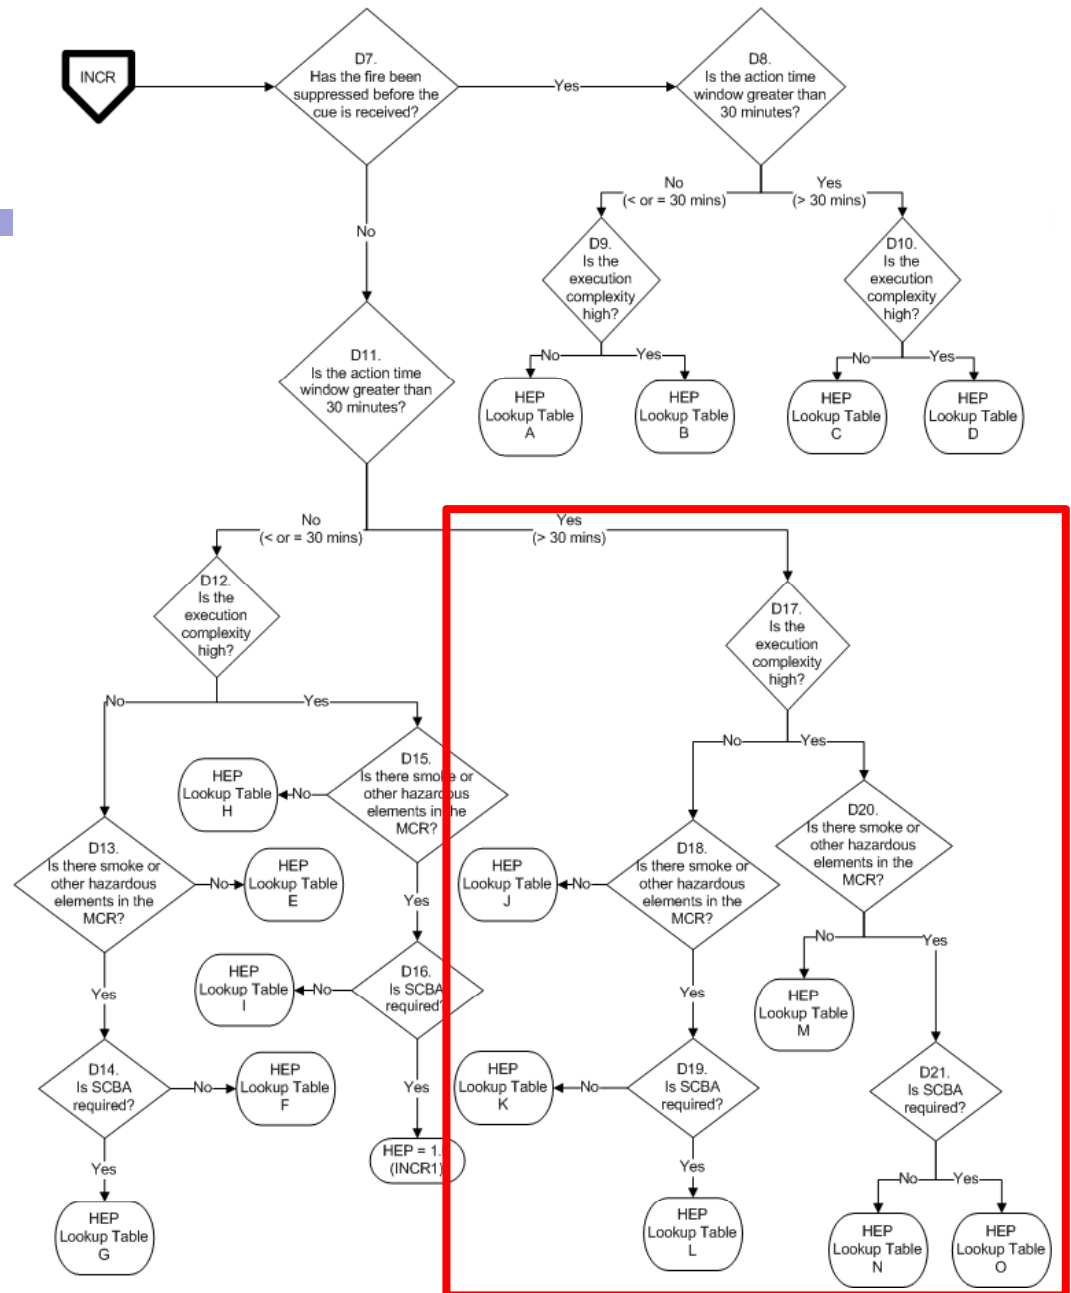 INCR
D7.
Has the fire been
suppressed before the
cue is received?
Yes
D8.
Is the action time
window greater than
30 minutes?
No
(< or = 30 mins)
Yes
(> 30 mins)
D9.
Is the
execution
complexity
high?
D10.
Is the
execution
complexity
high?
No
Yes
No
Yes
HEP
Lookup Table
A
HEP
Lookup Table
B
HEP
Lookup Table
C
HEP
Lookup Table
D
No
D11.
Is the action time
window greater than
30 minutes?
No
(< or = 30 mins)
Yes
(> 30 mins)
D12.
Is the
execution
complexity
high?
No
Yes
D15.
Is there smoke or
other hazardous
elements in the
MCR?
No
HEP
Lookup Table
H
D13.
Is there smoke or
other hazardous
elements in the
MCR?
No
HEP
Lookup Table
E
Yes
D16.
Is SCBA
required?
No
HEP
Lookup Table
I
Yes
D14.
Is SCBA
required?
No
HEP
Lookup Table
F
Yes
HEP = 1.
(INCR1)
Yes
HEP
Lookup Table
G
D17.
Is the
execution
complexity
high?
No
Yes
D18.
Is there smoke or
other hazardous
elements in the
MCR?
No
HEP
Lookup Table
J
D20.
Is there smoke or
other hazardous
elements in the
MCR?
No
Yes
HEP
Lookup Table
M
Yes
D19.
Is SCBA
required?
No
HEP
Lookup Table
K
D21.
Is SCBA
required?
Yes
HEP
Lookup Table
L
No
Yes
HEP
Lookup Table
N
HEP
Lookup Table
O